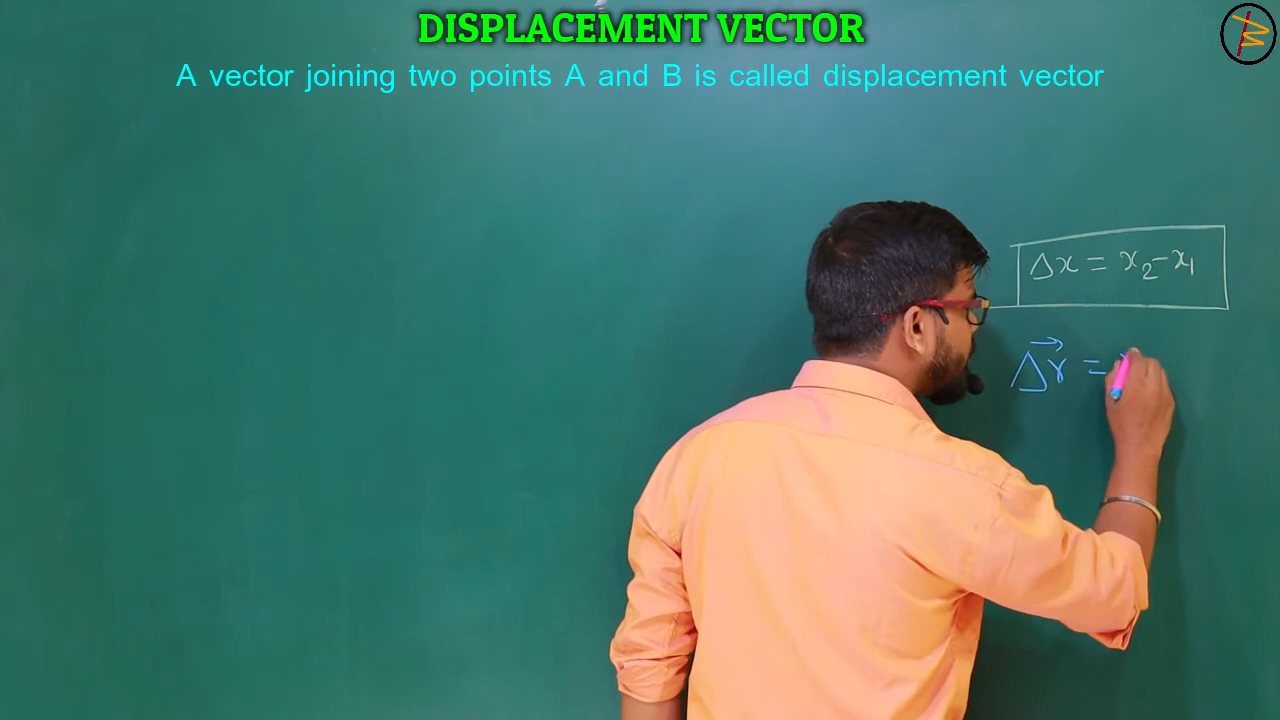 DISPLACEMENT VECTOR
A vector joining two points A and B is called displacement vector
Δx = x₂-x₁
Δr⃗ =